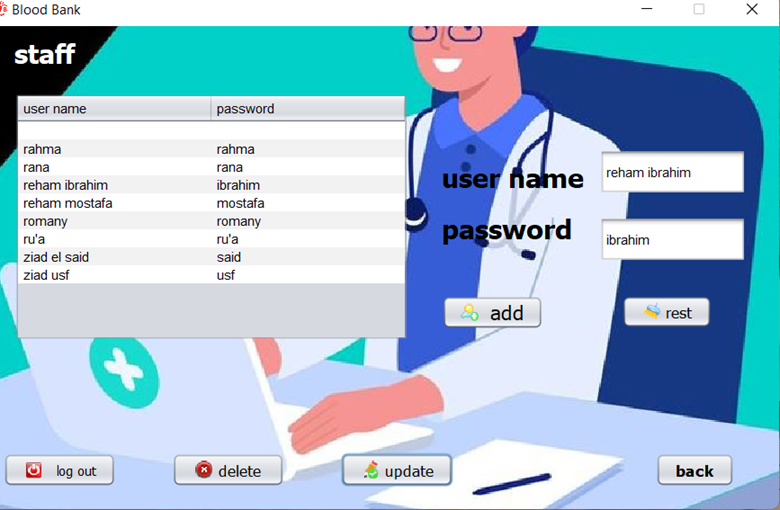 Blood Bank
staff
user name password
rahma rahma
rana rana
reham ibrahim ibrahim
reham mostafa mostafa
romany romany
ru'a ru'a
ziad el said said
ziad usf usf
user name reham ibrahim
password ibrahim
add rest
log out delete update back